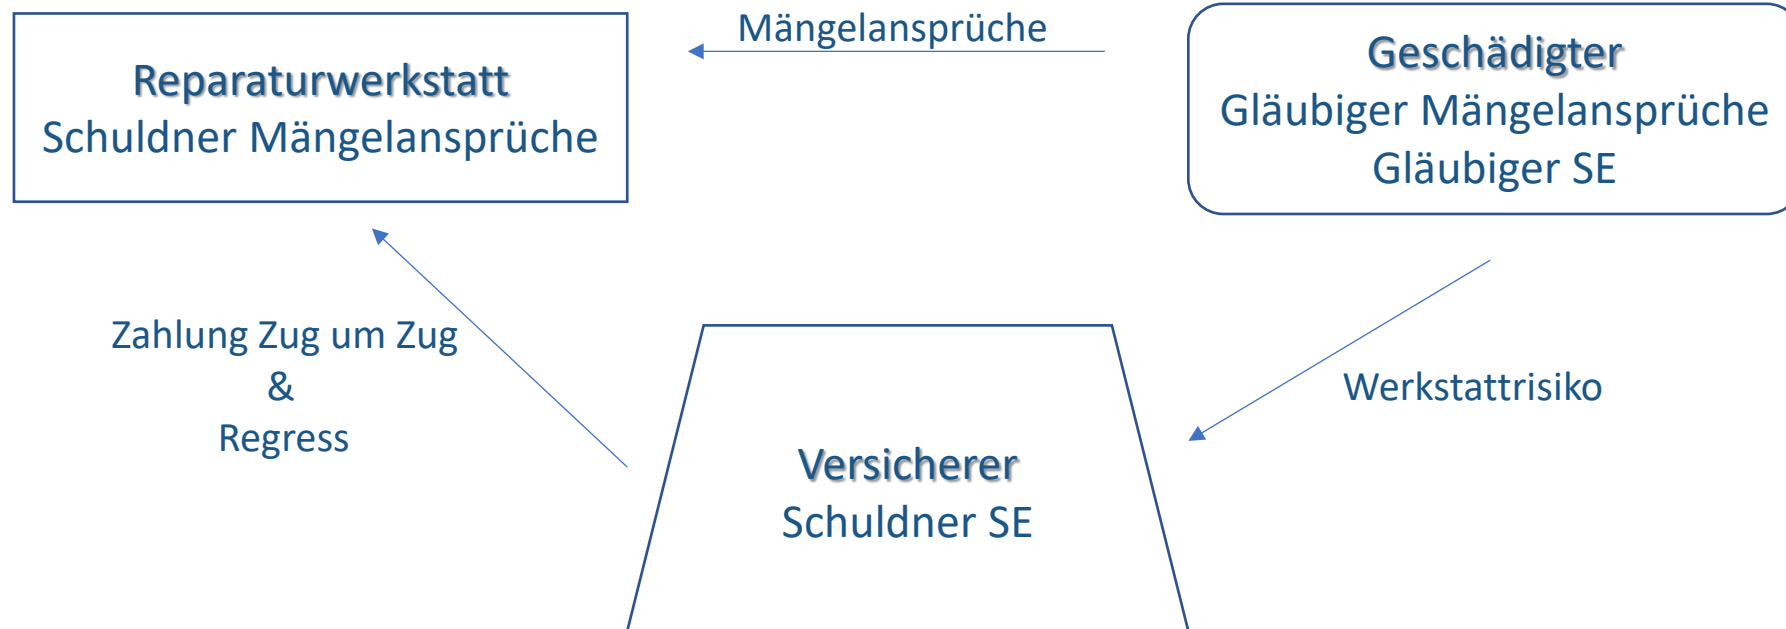 Mängelansprüche
Reparaturwerkstatt
Schuldner Mängelansprüche
Geschädigter
Gläubiger Mängelansprüche
Gläubiger SE
Zahlung Zug um Zug
&
Regress
Werkstattrisiko
Versicherer
Schuldner SE